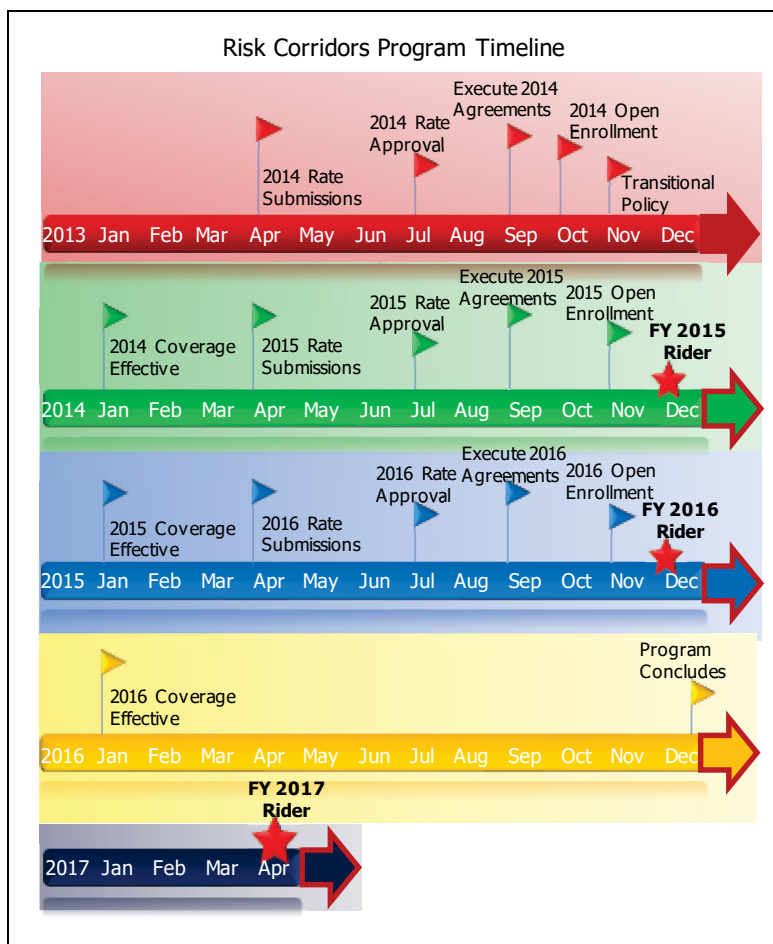 Risk Corridors Program Timeline
Execute 2014
Agreements
2014 Rate
Approval
2014 Open
Enrollment
2014 Rate
Submissions
Transitional
Policy
2013 Jan Feb Mar Apr May Jun Jul Aug Sep Oct Nov Dec
Execute 2015
Agreements
2015 Rate
Approval
2015 Open
Enrollment
FY 2015
Rider
2014 Coverage
Effective
2015 Rate
Submissions
2014 Jan Feb Mar Apr May Jun Jul Aug Sep Oct Nov Dec
Execute 2016
Agreements
2016 Rate
Approval
2016 Open
Enrollment
FY 2016
Rider
2015 Coverage
Effective
2016 Rate
Submissions
2015 Jan Feb Mar Apr May Jun Jul Aug Sep Oct Nov Dec
Program
Concludes
2016 Coverage
Effective
2016 Jan Feb Mar Apr May Jun Jul Aug Sep Oct Nov Dec
FY 2017
Rider
2017 Jan Feb Mar Apr